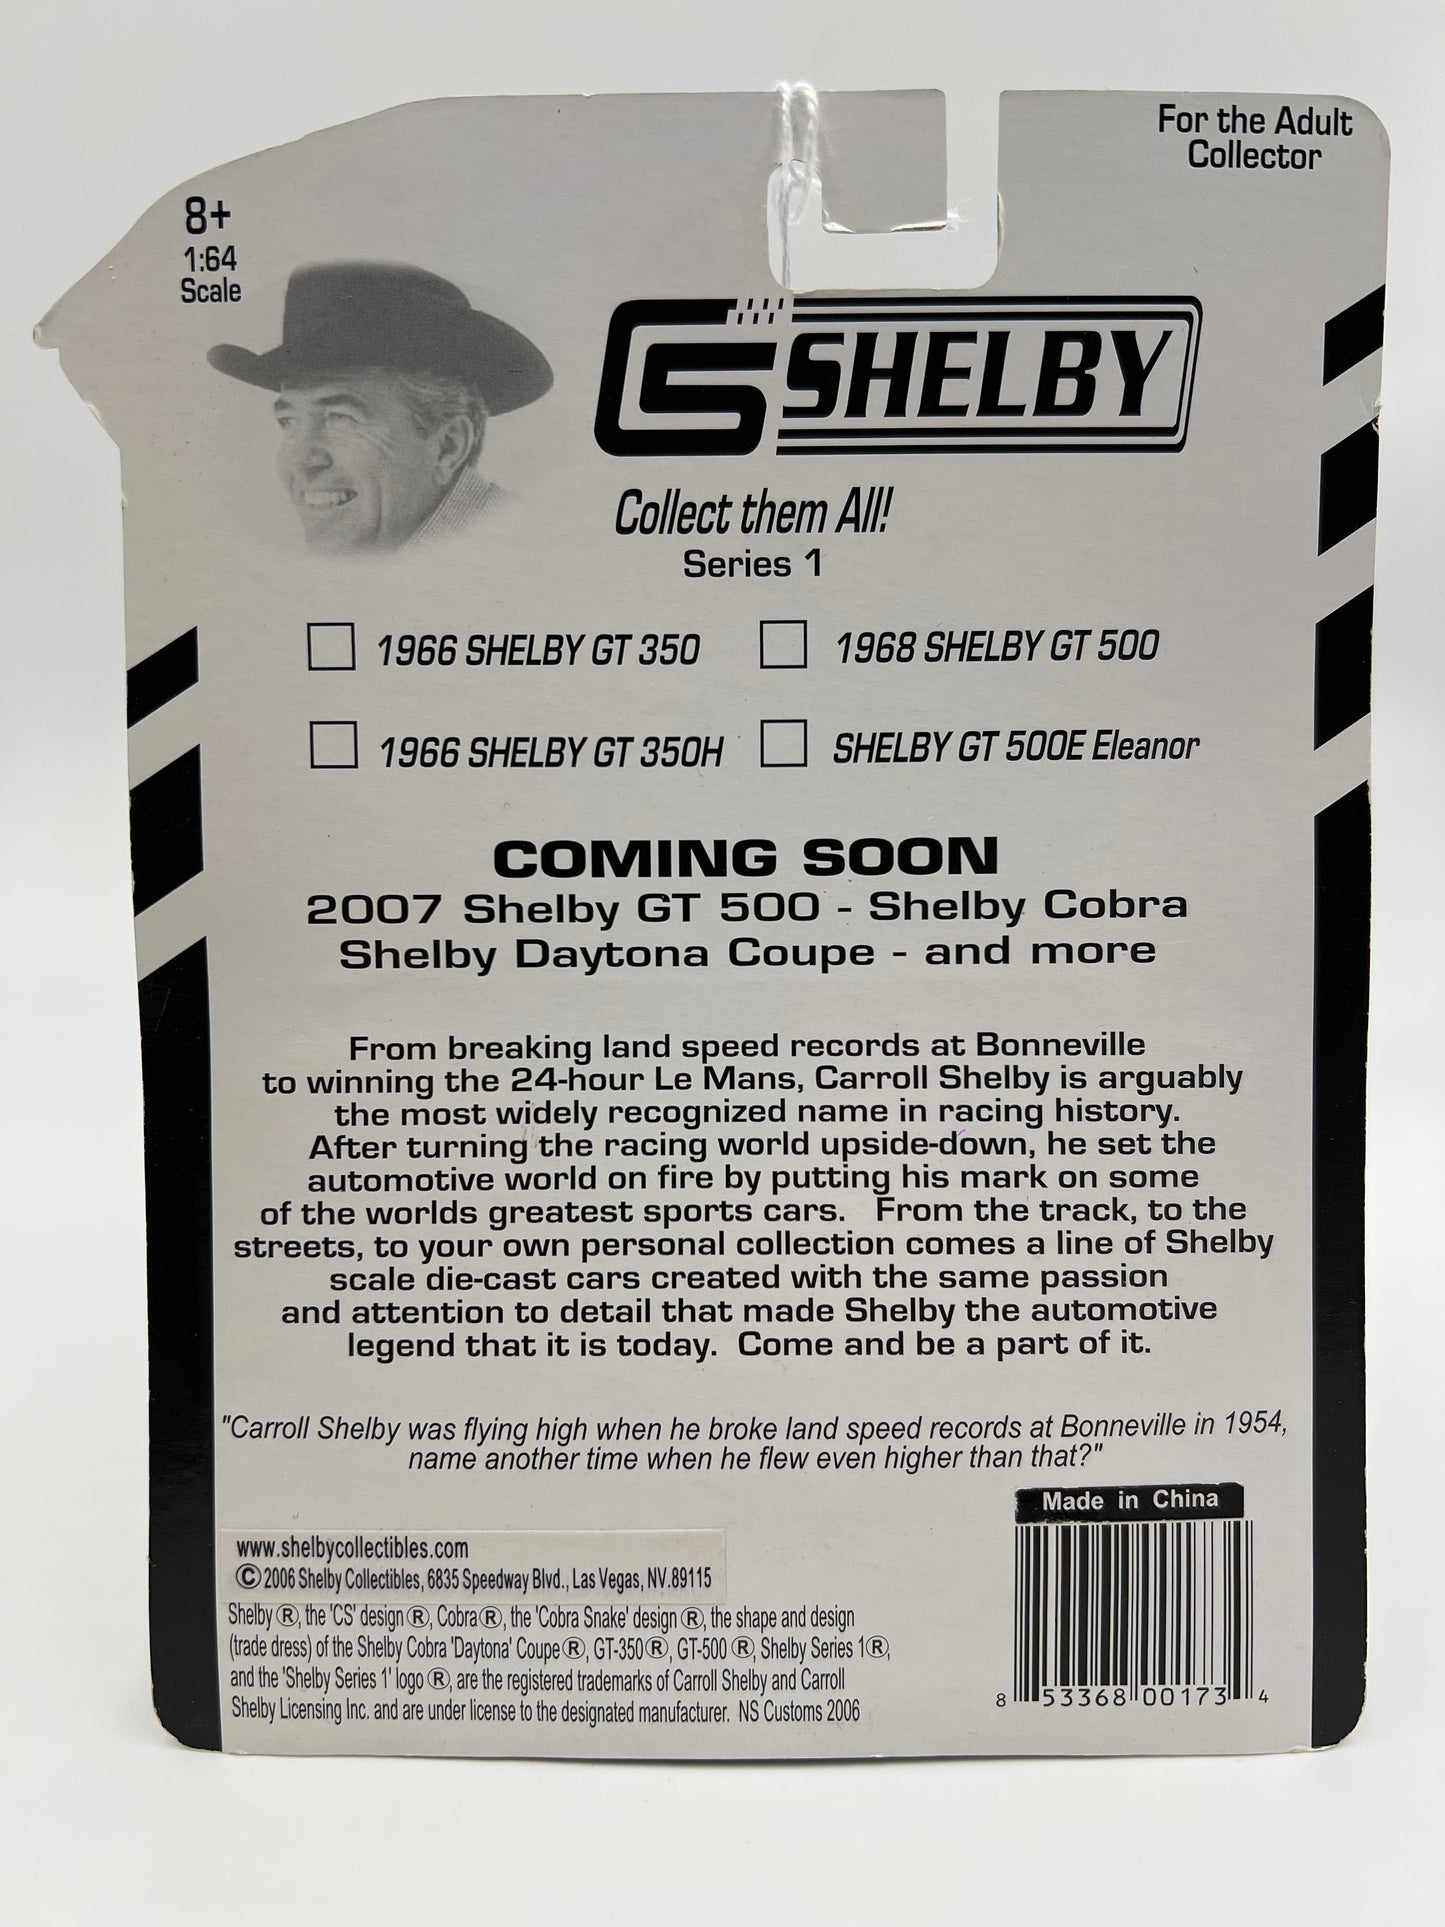 For the Adult
Collector
8+
1:64
Scale
CS SHELBY
Collect them All!
Series 1
1966 SHELBY GT 350
1968 SHELBY GT 500
1966 SHELBY GT 350H
SHELBY GT 500E Eleanor
COMING SOON
2007 Shelby GT 500 - Shelby Cobra
Shelby Daytona Coupe - and more
From breaking land speed records at Bonneville
to winning the 24-hour Le Mans, Carroll Shelby is arguably
the most widely recognized name in racing history.
After turning the racing world upside-down, he set the
automotive world on fire by putting his mark on some
of the worlds greatest sports cars. From the track, to the
streets, to your own personal collection comes a line of Shelby
scale die-cast cars created with the same passion
and attention to detail that made Shelby the automotive
legend that it is today. Come and be a part of it.
"Carroll Shelby was flying high when he broke land speed records at Bonneville in 1954,
name another time when he flew even higher than that?"
Made in China
www.shelbycollectibles.com
© 2006 Shelby Collectibles, 6835 Speedway Blvd., Las Vegas, NV.89115
Shelby ®, the 'CS' design ®, Cobra ®, the 'Cobra Snake' design ®, the shape and design
(trade dress) of the Shelby Cobra 'Daytona' Coupe ®, GT-350 ®, GT-500 ®, Shelby Series 1 ®,
and the 'Shelby Series 1' logo ®, are the registered trademarks of Carroll Shelby and Carroll
Shelby Licensing Inc. and are under license to the designated manufacturer. NS Customs 2006
8 53368 00173 4